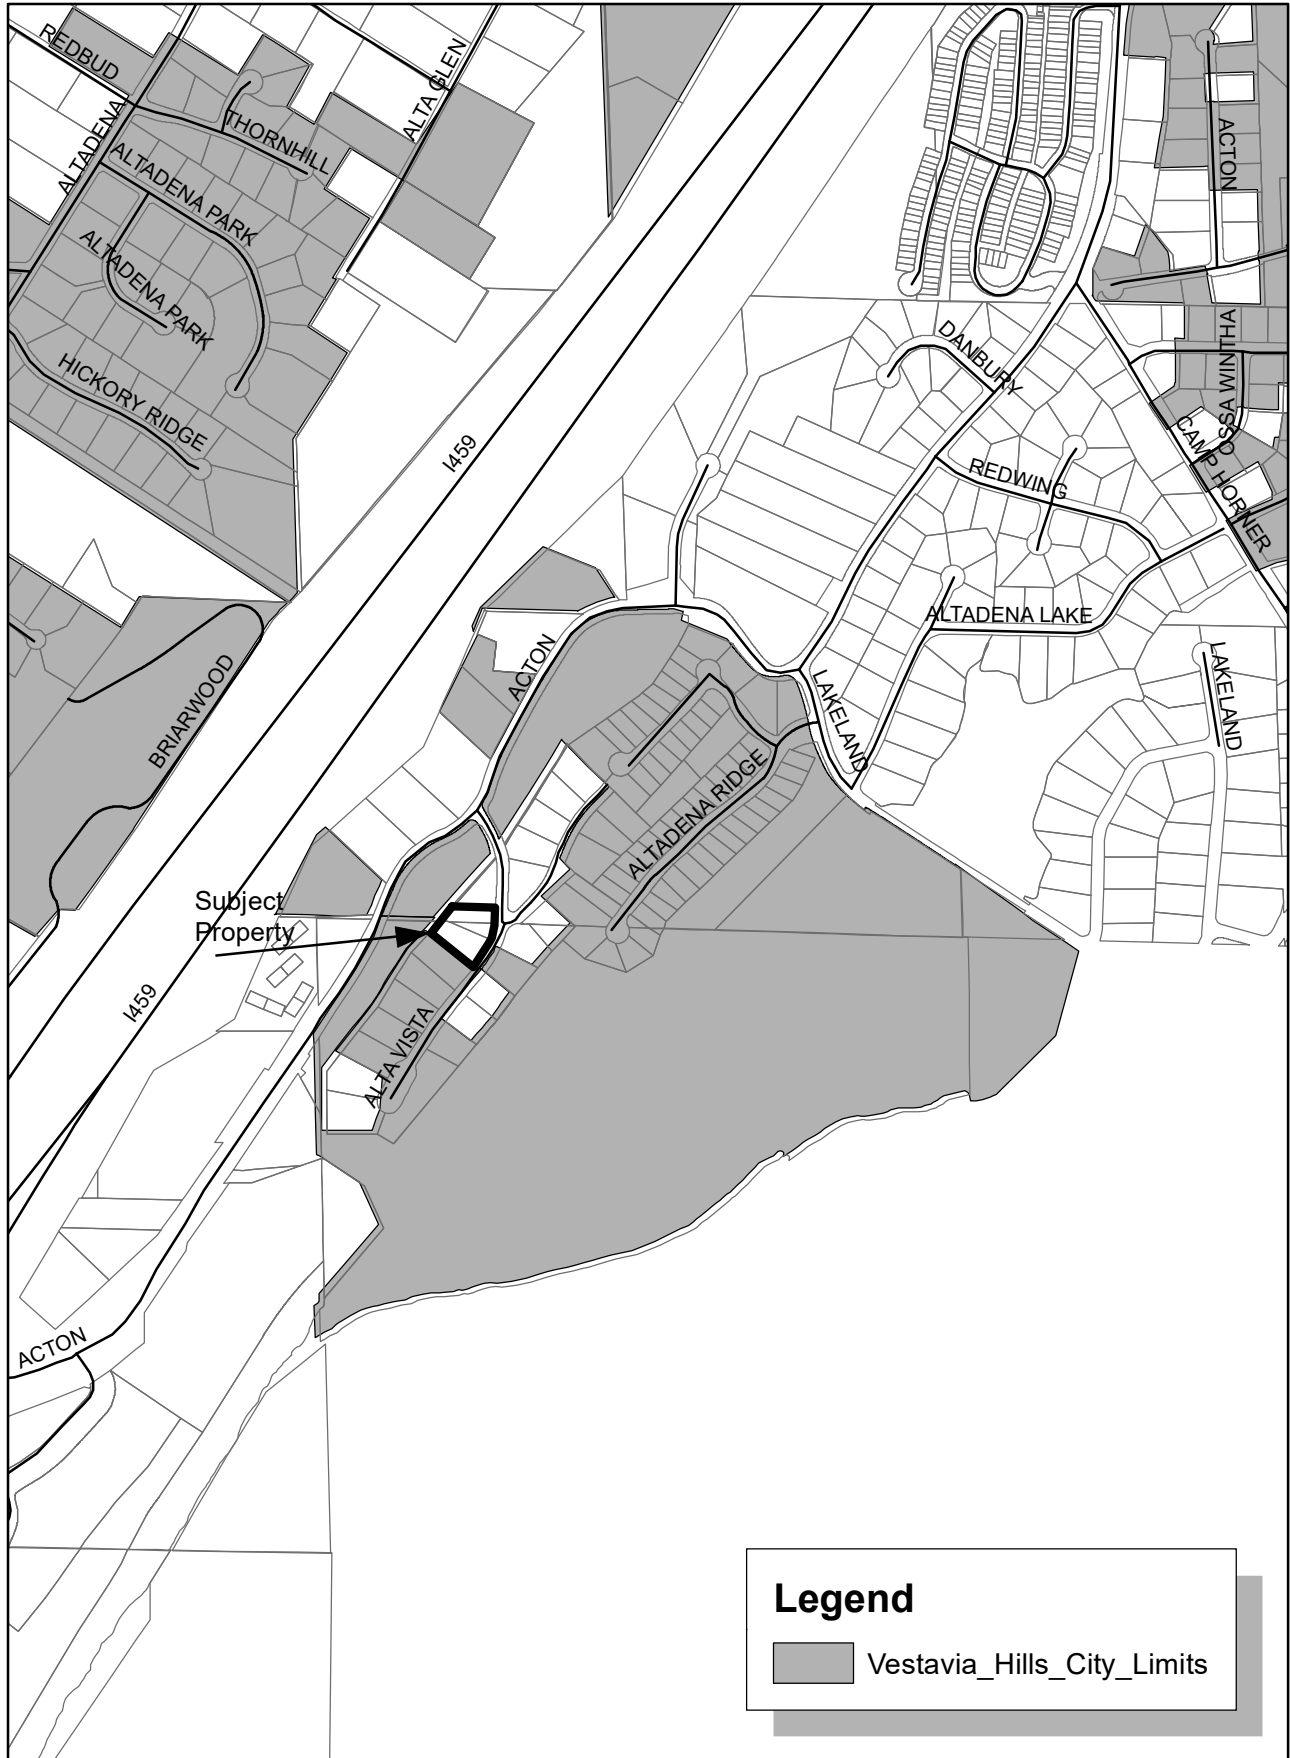 REDBUD
ALTADENA
THORNHILL
ALTA GLEN
ALTADENA PARK
ALTADENA PARK
HICKORY RIDGE
I459
ACTON
DANBURY
OSSA WINTHA
CAMP HORNER
REDWING
ALTADENA LAKE
LAKELAND
LAKELAND
ACTON
BRIARWOOD
ALTADENA RIDGE
Subject
Property
I459
ALTA VISTA
ACTON
Legend
Vestavia_Hills_City_Limits